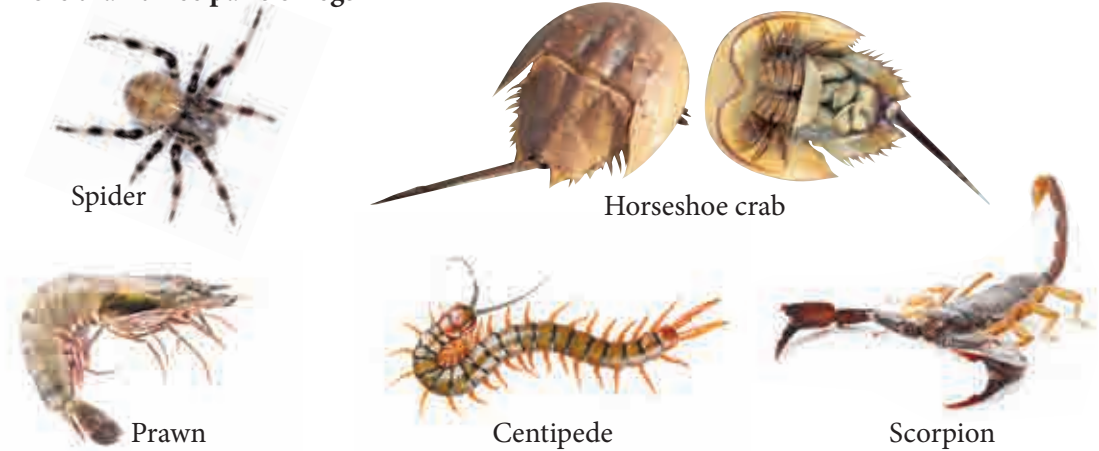 Spider
Horseshoe crab
Prawn
Centipede
Scorpion